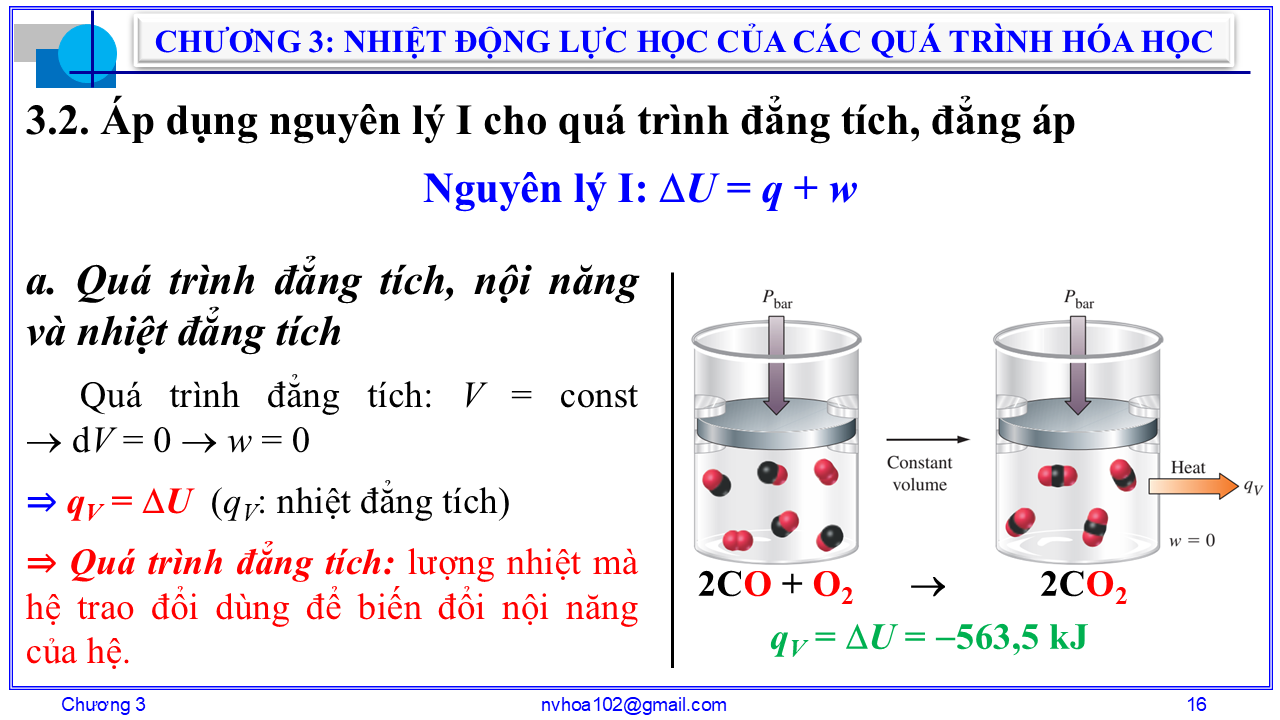 CHƯƠNG 3: NHIỆT ĐỘNG LỰC HỌC CỦA CÁC QUÁ TRÌNH HÓA HỌC
3.2. Áp dụng nguyên lý I cho quá trình đẳng tích, đẳng áp
Nguyên lý I: ΔU = q + w
a. Quá trình đẳng tích, nội năng
và nhiệt đẳng tích
Quá trình đẳng tích: V = const
→ dV = 0 → w = 0
⇒ qV = ΔU (qV: nhiệt đẳng tích)
⇒ Quá trình đẳng tích: lượng nhiệt mà
hệ trao đổi dùng để biến đổi nội năng
của hệ.
Pbar
Pbar
Constant
volume
Heat
qV
w = 0
2CO + O2 → 2CO2
qV = ΔU = −563,5 kJ
Chương 3
nvhoa102@gmail.com
16